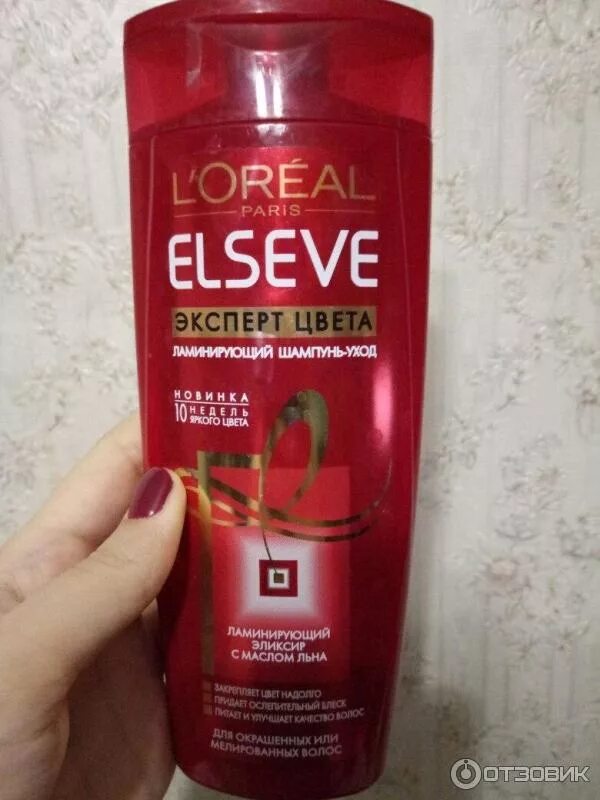 L'ORÉAL
PARIS
ELSEVE
ЭКСПЕРТ ЦВЕТА
ЛАМИНИРУЮЩИЙ ШАМПУНЬ-УХОД
НОВИНКА
10 НЕДЕЛЬ
ЯРКОГО ЦВЕТА
ЛАМИНИРУЮЩИЙ
ЭЛИКСИР
С МАСЛОМ ЛЬНА
ЗАКРЕПЛЯЕТ ЦВЕТ НАДОЛГО
ПРИДАЕТ ОСЛЕПИТЕЛЬНЫЙ БЛЕСК
ПИТАЕТ И УЛУЧШАЕТ КАЧЕСТВО ВОЛОС
ДЛЯ ОКРАШЕННЫХ ИЛИ
МЕЛИРОВАННЫХ ВОЛОС
ОТЗОВИК